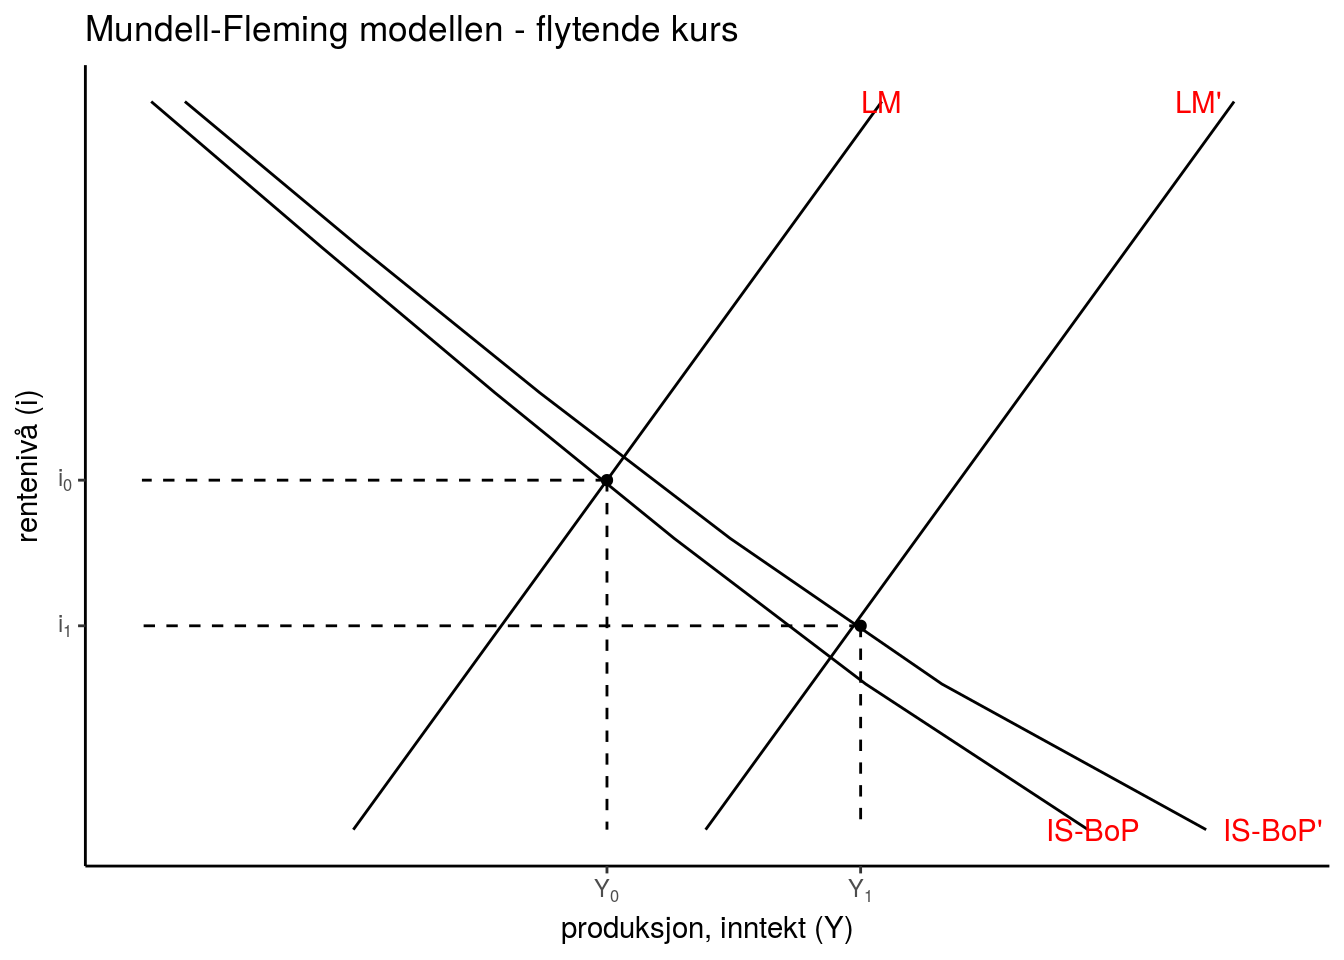 Mundell-Fleming modellen - flytende kurs
LM
LM'
rentenivå (i)
i₀
i₁
IS-BoP
IS-BoP'
Y₀
Y₁
produksjon, inntekt (Y)